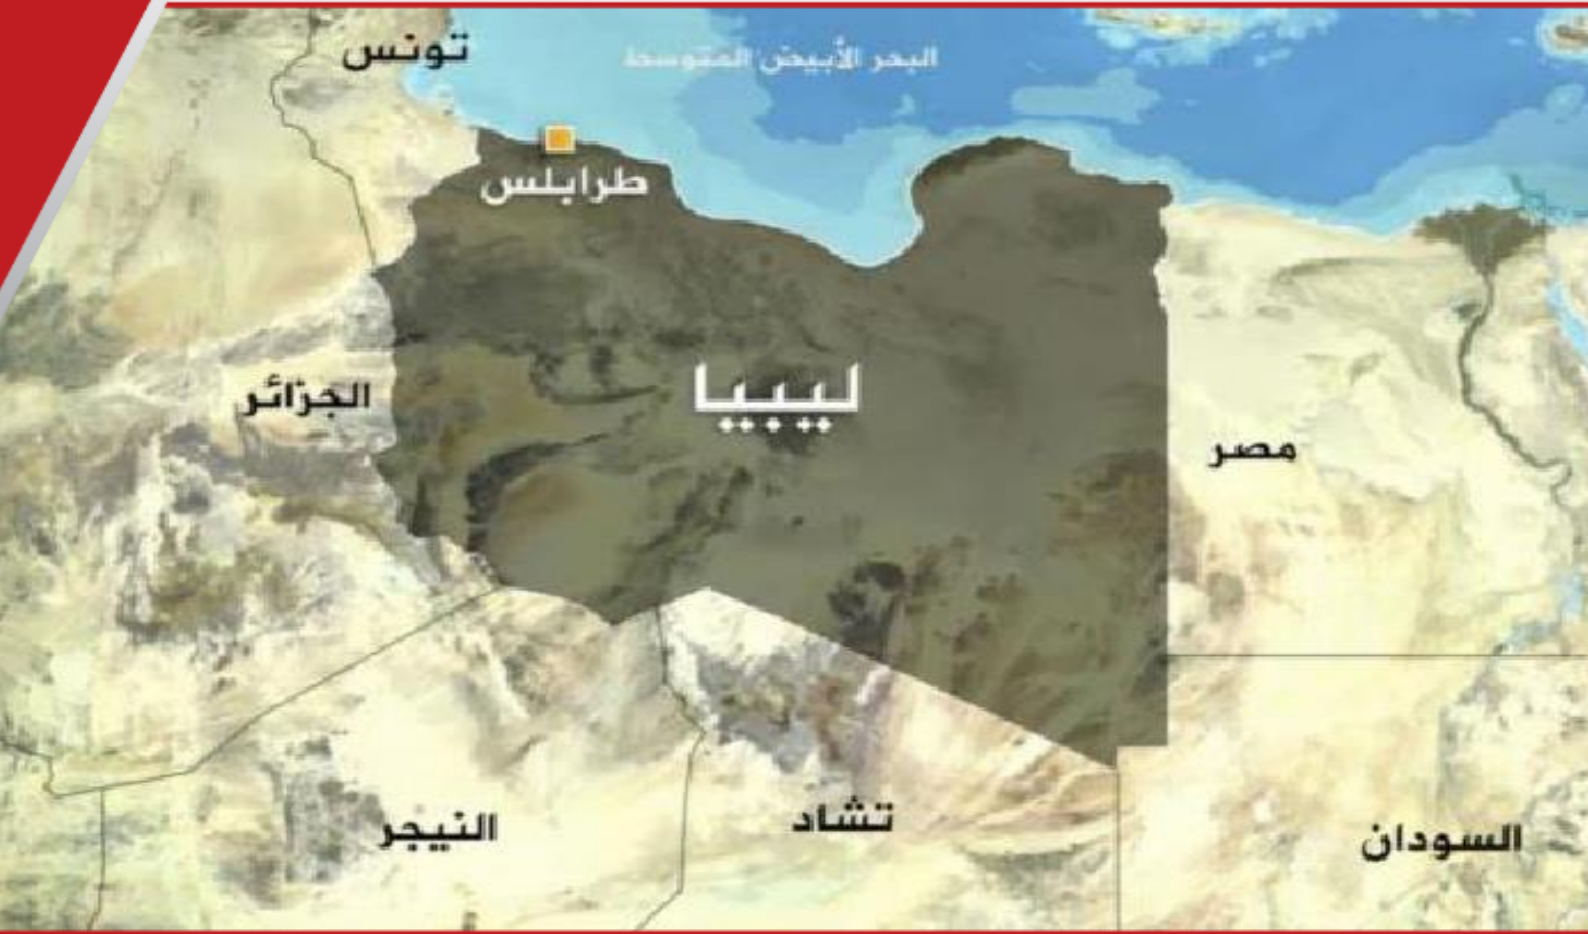 تونس
البحر الأبيض المتوسط
طرابلس
ليبيا
الجزائر
مصر
النيجر
تشاد
السودان